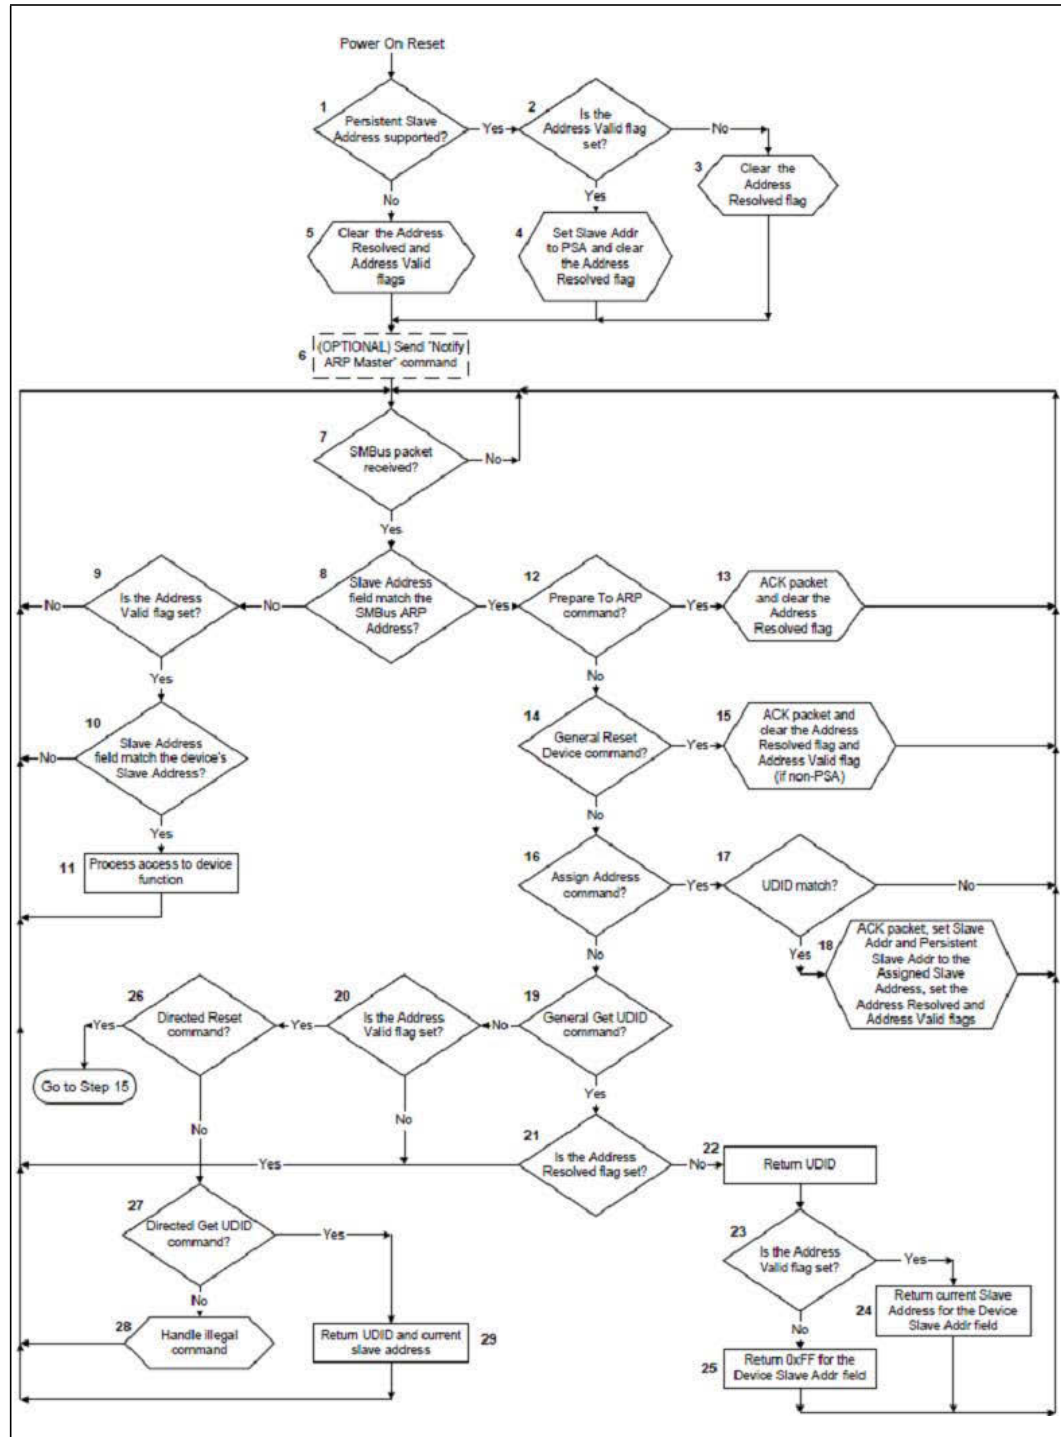 Power On Reset
1
Persistent Slave
Address supported?
Yes
No
2
Is the
Address Valid flag
set?
No
Yes
3
Clear the
Address
Resolved flag
5
Clear the Address
Resolved and
Address Valid
flags
4
Set Slave Addr
to PSA and clear
the Address
Resolved flag
6
(OPTIONAL) Send "Notify
ARP Master" command
7
SMBus packet
received?
No
Yes
9
Is the Address
Valid flag set?
No
Yes
8
Slave Address
field match the
SMBus ARP
Address?
No
Yes
12
Prepare To ARP
command?
Yes
No
13
ACK packet
and clear the
Address
Resolved flag
10
Slave Address
field match the device's
Slave Address?
No
Yes
14
General Reset
Device command?
Yes
No
15
ACK packet and
clear the Address
Resolved flag and
Address Valid flag
(if non-PSA)
11
Process access to device
function
16
Assign Address
command?
Yes
No
17
UDID match?
No
Yes
18
ACK packet, set Slave
Addr and Persistent
Slave Addr to the
Assigned Slave
Address, set the
Address Resolved and
Address Valid flags
26
Directed Reset
command?
Yes
No
Go to Step 15
20
Is the Address
Valid flag set?
Yes
No
19
General Get UDID
command?
No
Yes
21
Is the Address
Resolved flag set?
Yes
No
22
Return UDID
27
Directed Get UDID
command?
Yes
No
23
Is the Address
Valid flag set?
Yes
No
24
Return current Slave
Address for the Device
Slave Addr field
28
Handle illegal
command
Return UDID and current
slave address
29
25
Return 0xFF for the
Device Slave Addr field